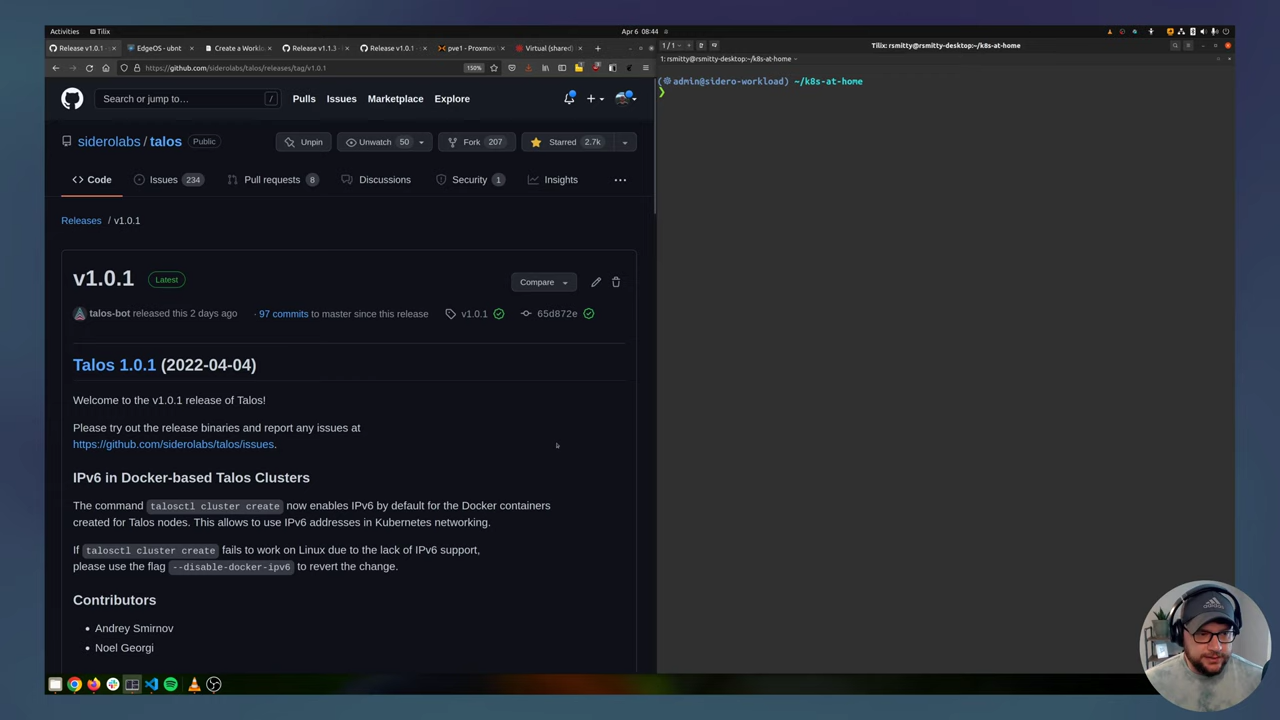 Activities
Tilix
Apr 6 08:44
Release v1.0.1 ·
EdgeOS - ubnt
Create a Worklo
Release v1.1.3 ·
Release v1.0.1 ·
pve1 - Proxmox
Virtual (shared)
1 / 1
Tilix: rsmitty@rsmitty-desktop:~/k8s-at-home
https://github.com/siderolabs/talos/releases/tag/v1.0.1
150%
1: rsmitty@rsmitty-desktop:~/k8s-at-home
(admin@sidero-workload) ~/k8s-at-home
❯
Search or jump to...
/
Pulls
Issues
Marketplace
Explore
siderolabs / talos
Public
Unpin
Unwatch 50
Fork 207
Starred 2.7k
Code
Issues 234
Pull requests 8
Discussions
Security 1
Insights
Releases / v1.0.1
v1.0.1
Latest
Compare
talos-bot released this 2 days ago
· 97 commits to master since this release
v1.0.1
65d872e
Talos 1.0.1 (2022-04-04)
Welcome to the v1.0.1 release of Talos!
Please try out the release binaries and report any issues at
https://github.com/siderolabs/talos/issues.
IPv6 in Docker-based Talos Clusters
The command talosctl cluster create now enables IPv6 by default for the Docker containers
created for Talos nodes. This allows to use IPv6 addresses in Kubernetes networking.
If talosctl cluster create fails to work on Linux due to the lack of IPv6 support,
please use the flag --disable-docker-ipv6 to revert the change.
Contributors
• Andrey Smirnov
• Noel Georgi